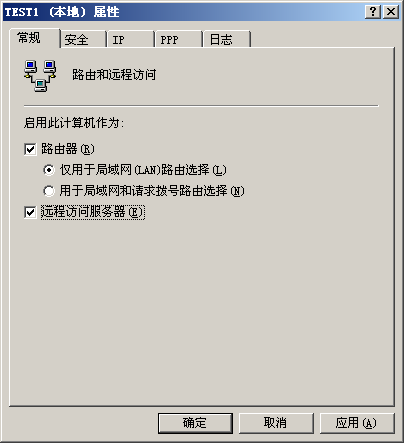 TEST1 (本地) 属性
常规 安全 IP PPP 日志
路由和远程访问
启用此计算机作为:
路由器(R)
仅用于局域网(LAN)路由选择(L)
用于局域网和请求拨号路由选择(N)
远程访问服务器(E)
确定 取消 应用(A)